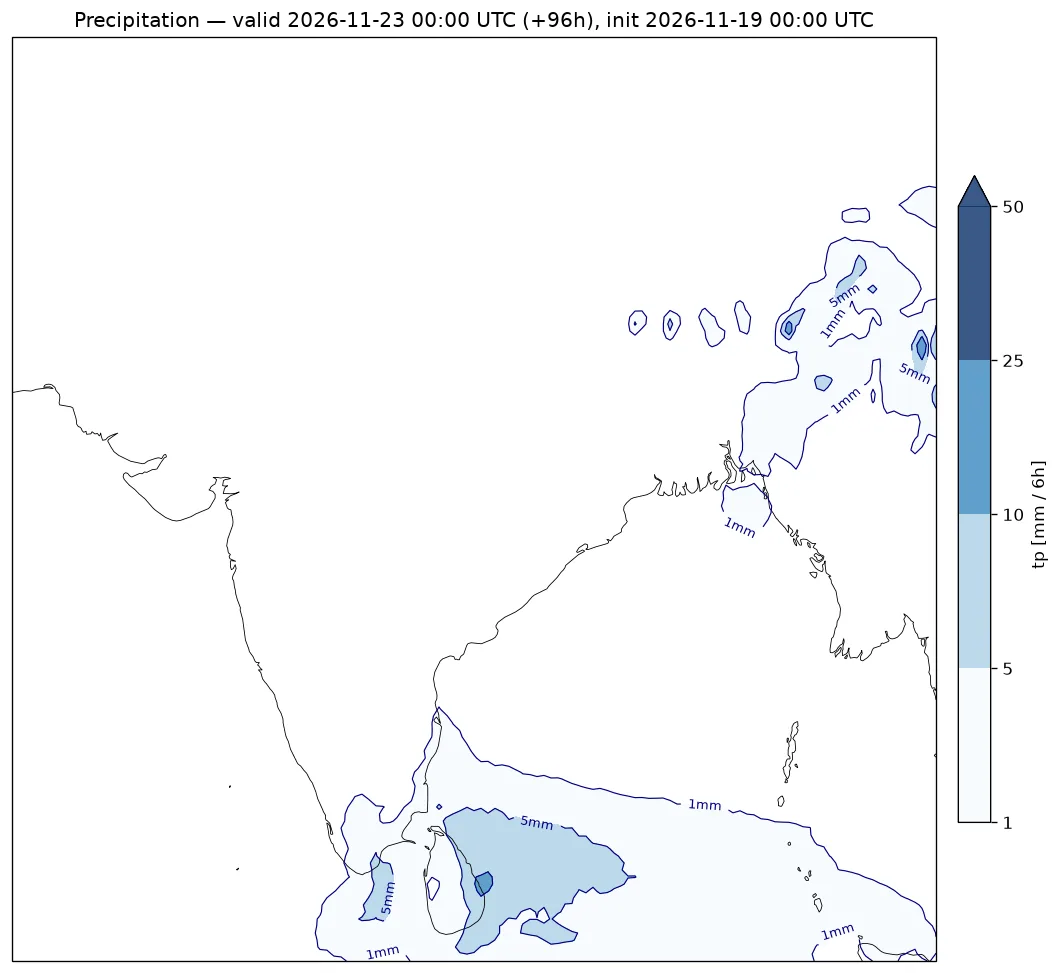 Precipitation — valid 2026-11-23 00:00 UTC (+96h), init 2026-11-19 00:00 UTC
50
25
10
5
1
tp [mm / 6h]
5mm
1mm
5mm
1mm
1mm
1mm
5mm
5mm
1mm
1mm